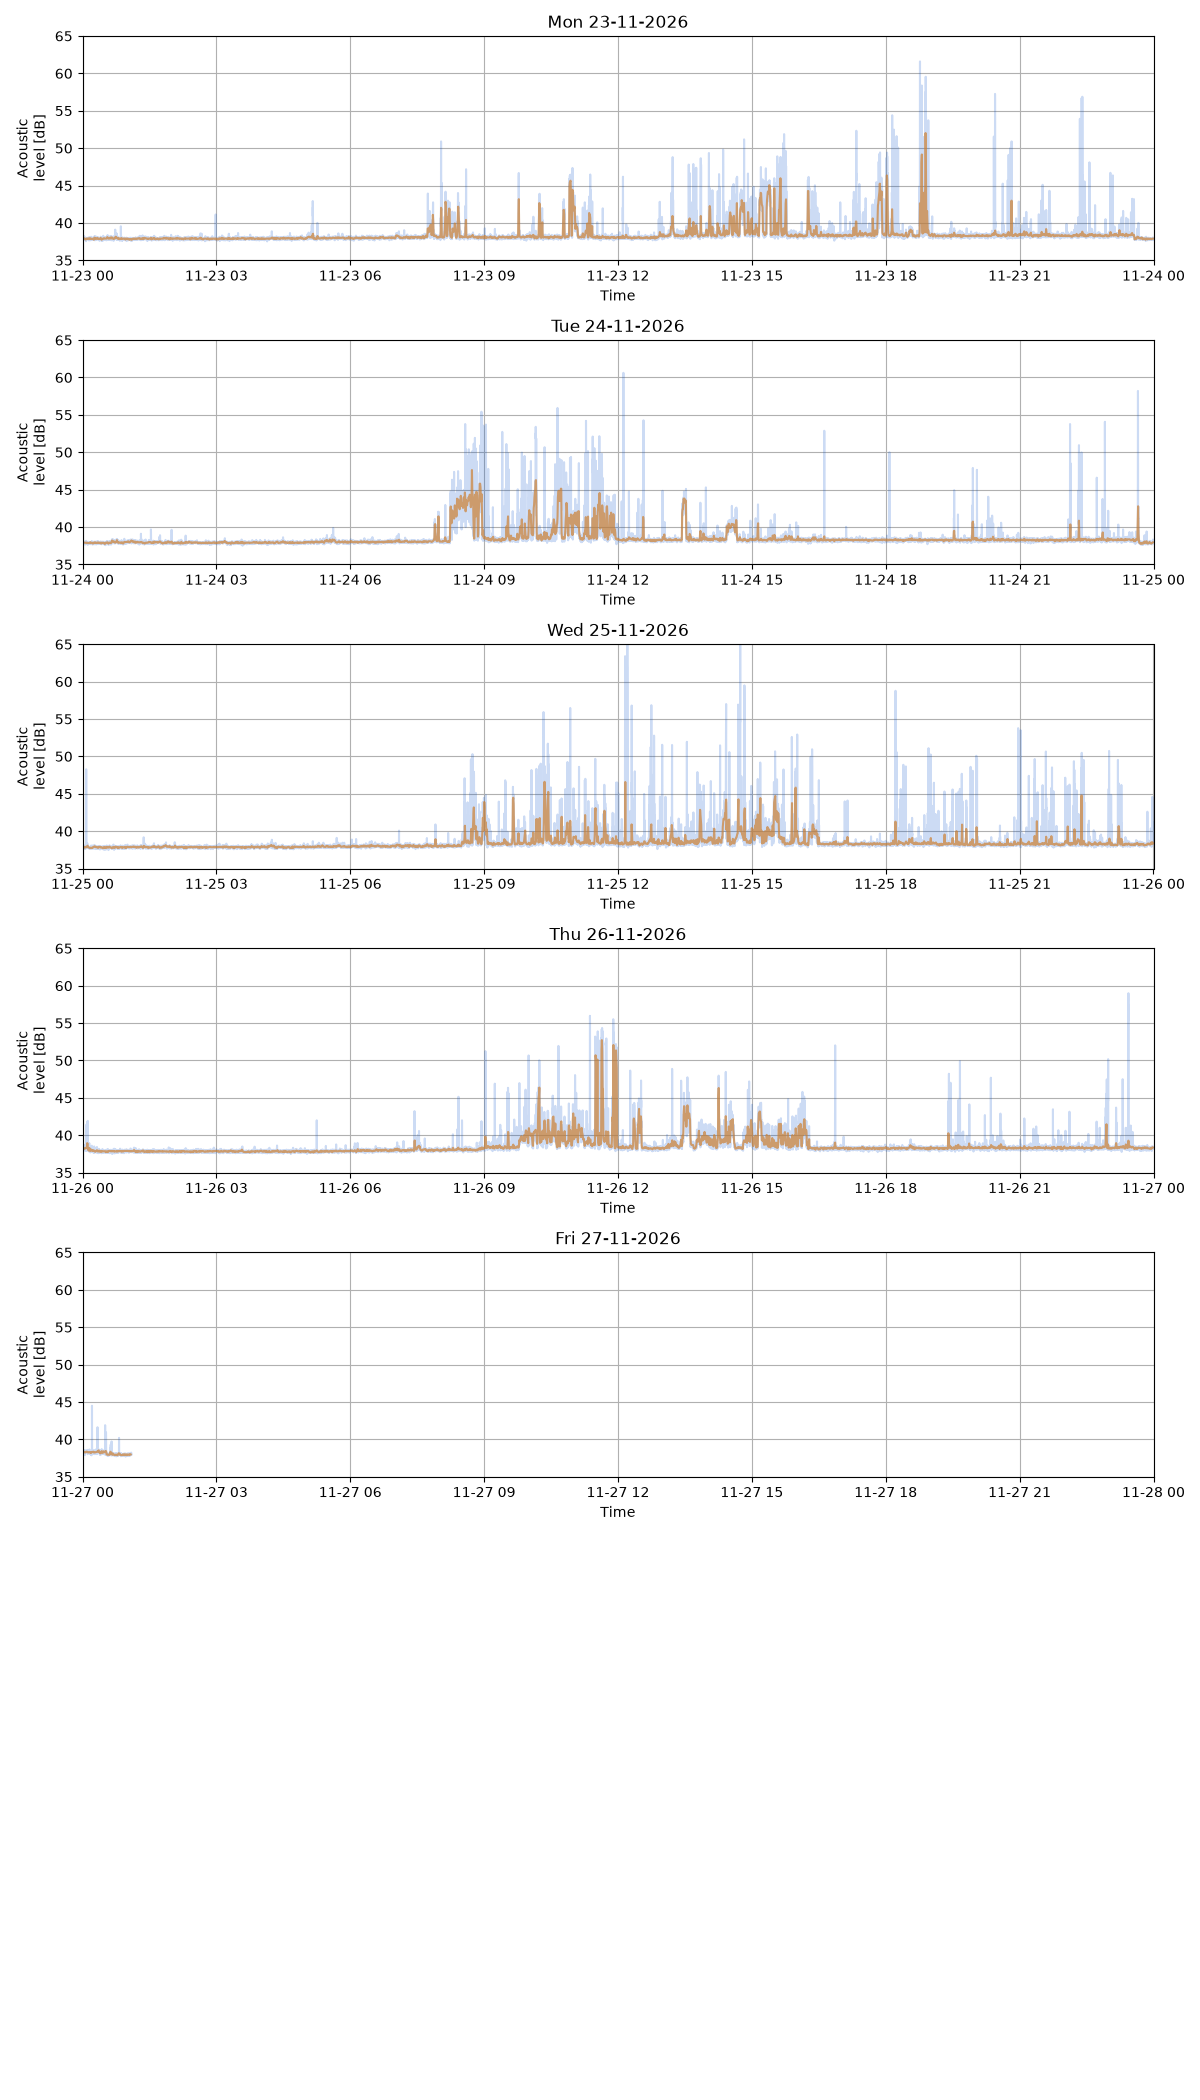 Mon 23-11-2026
65
60
55
50
45
40
35
Acoustic
level [dB]
11-23 00 11-23 03 11-23 06 11-23 09 11-23 12 11-23 15 11-23 18 11-23 21 11-24 00
Time
Tue 24-11-2026
65
60
55
50
45
40
35
Acoustic
level [dB]
11-24 00 11-24 03 11-24 06 11-24 09 11-24 12 11-24 15 11-24 18 11-24 21 11-25 00
Time
Wed 25-11-2026
65
60
55
50
45
40
35
Acoustic
level [dB]
11-25 00 11-25 03 11-25 06 11-25 09 11-25 12 11-25 15 11-25 18 11-25 21 11-26 00
Time
Thu 26-11-2026
65
60
55
50
45
40
35
Acoustic
level [dB]
11-26 00 11-26 03 11-26 06 11-26 09 11-26 12 11-26 15 11-26 18 11-26 21 11-27 00
Time
Fri 27-11-2026
65
60
55
50
45
40
35
Acoustic
level [dB]
11-27 00 11-27 03 11-27 06 11-27 09 11-27 12 11-27 15 11-27 18 11-27 21 11-28 00
Time